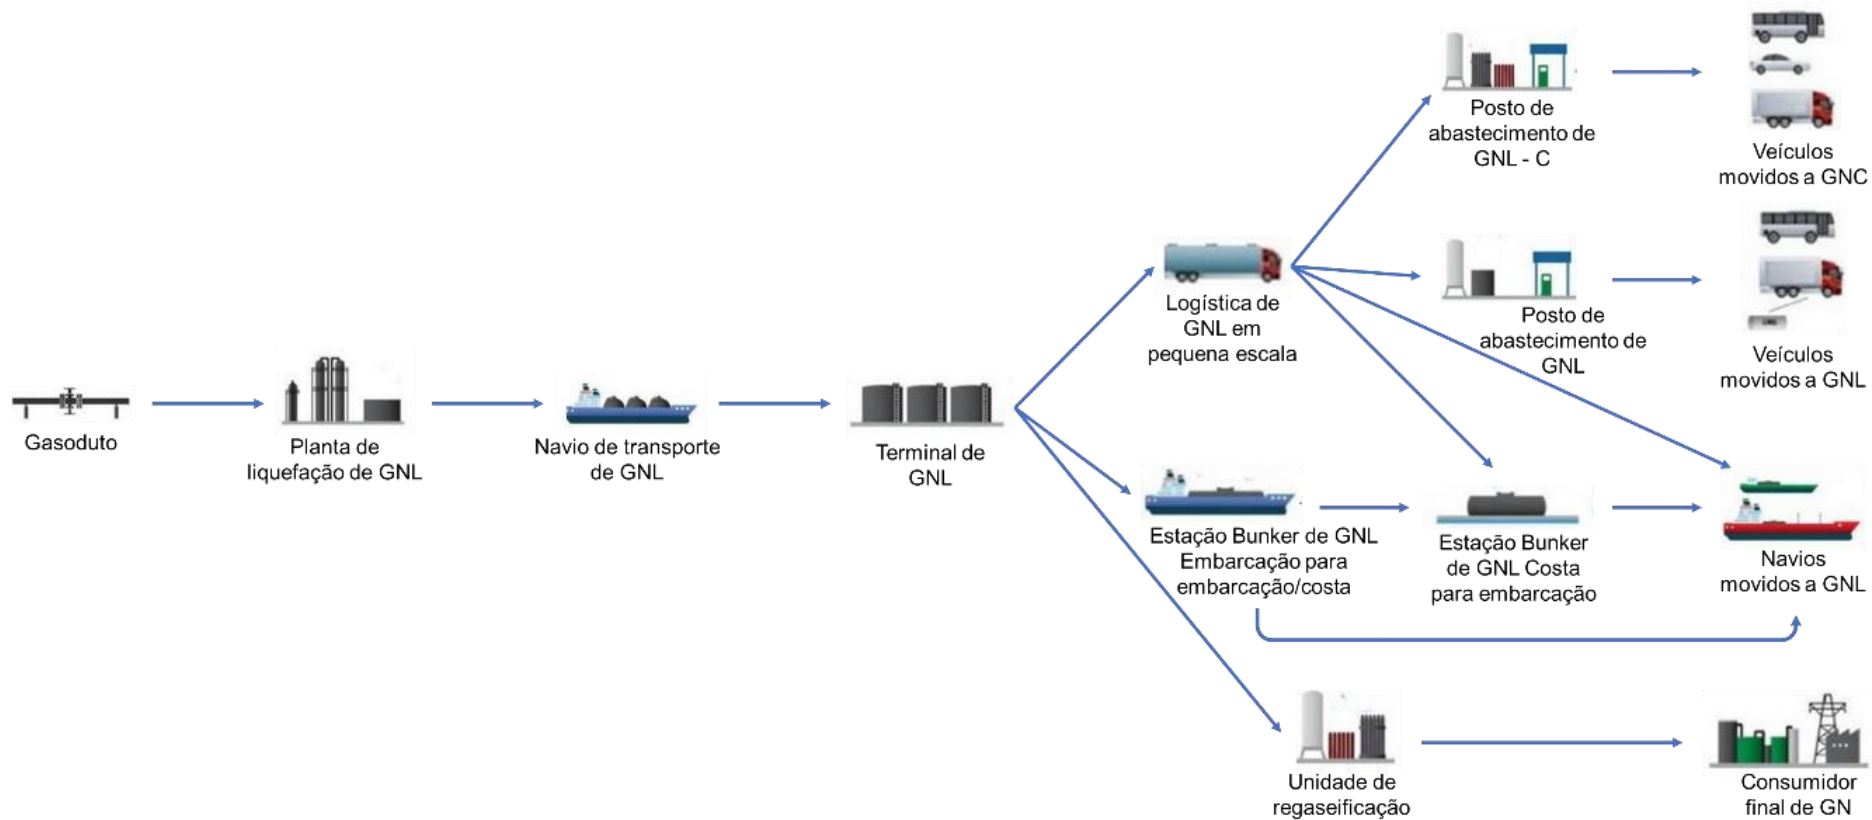 Gasoduto
Planta de
liquefação de GNL
Navio de transporte
de GNL
Terminal de
GNL
Logística de
GNL em
pequena escala
Posto de
abastecimento de
GNL - C
Veículos
movidos a GNC
Posto de
abastecimento de
GNL
Veículos
movidos a GNL
Estação Bunker de GNL
Embarcação para
embarcação/costa
Estação Bunker
de GNL Costa
para embarcação
Navios
movidos a GNL
Unidade de
regaseificação
Consumidor
final de GN